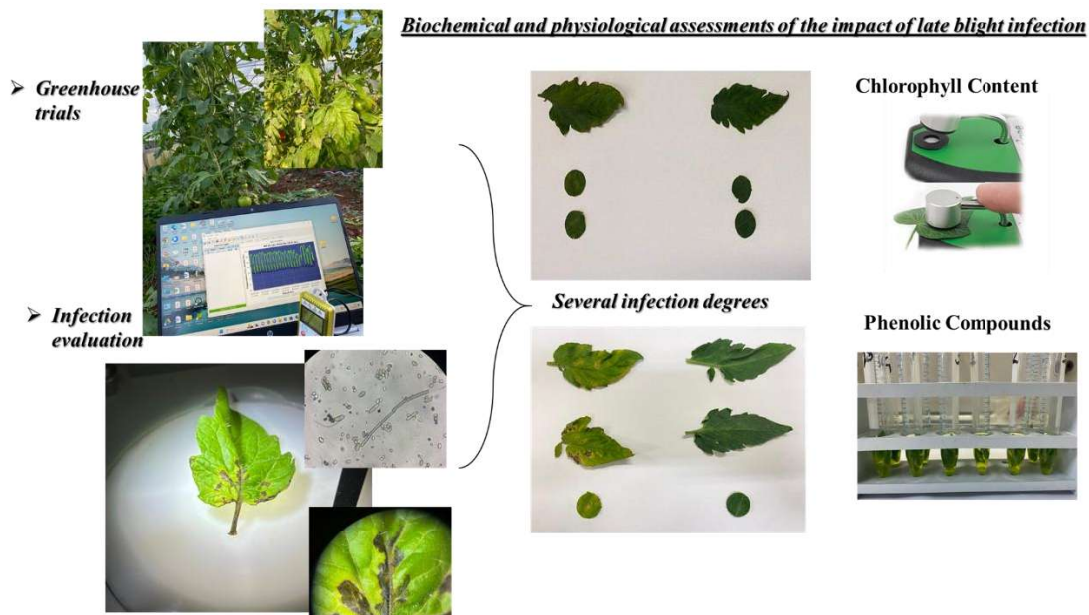 Biochemical and physiological assessments of the impact of late blight infection
➢ Greenhouse
trials
Chlorophyll Content
➢ Infection
evaluation
Several infection degrees
Phenolic Compounds